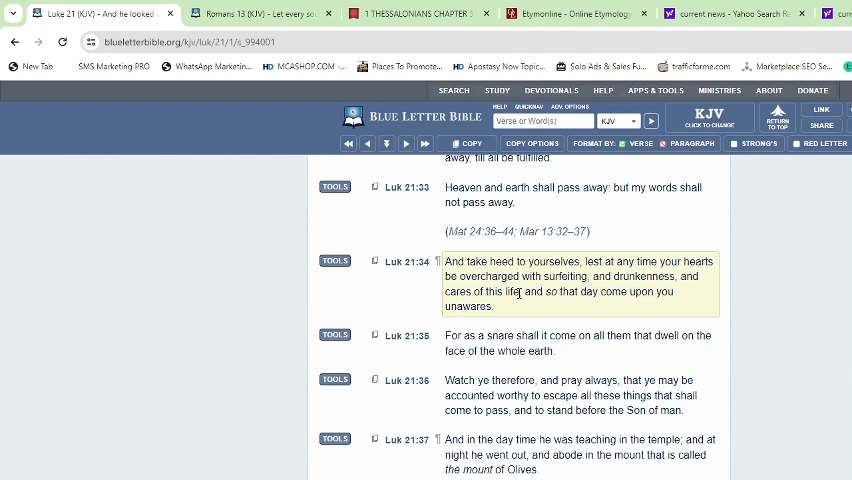 Luke 21 (KJV) - And he looked
Romans 13 (KJV) - Let every so
1 THESSALONIANS CHAPTER 5
Etymonline - Online Etymology
current news - Yahoo Search Re
curren
blueletterbible.org/kjv/luk/21/1/s_994001
New Tab
SMS Marketing PRO
WhatsApp Marketin...
HD MCASHOP.COM -...
Places To Promote...
HD Apostasy Now Topic...
Solo Ads & Sales Fu...
trafficforme.com
Marketplace SEO Se...
SEARCH STUDY DEVOTIONALS HELP APPS & TOOLS MINISTRIES ABOUT DONATE
BLUE LETTER BIBLE
HELP QUICKNAV ADV. OPTIONS
Verse or Word(s)
KJV
KJV
CLICK TO CHANGE
RETURN
TO TOP
LINK
SHARE
COPY COPY OPTIONS FORMAT BY: VERSE PARAGRAPH STRONG'S RED LETTER
away, till all be fulfilled.
TOOLS Luk 21:33 Heaven and earth shall pass away: but my words shall
not pass away.
(Mat 24:36–44; Mar 13:32–37)
TOOLS Luk 21:34 ¶ And take heed to yourselves, lest at any time your hearts
be overcharged with surfeiting, and drunkenness, and
cares of this life, and so that day come upon you
unawares.
TOOLS Luk 21:35 For as a snare shall it come on all them that dwell on the
face of the whole earth.
TOOLS Luk 21:36 Watch ye therefore, and pray always, that ye may be
accounted worthy to escape all these things that shall
come to pass, and to stand before the Son of man.
TOOLS Luk 21:37 ¶ And in the day time he was teaching in the temple; and at
night he went out, and abode in the mount that is called
the mount of Olives.